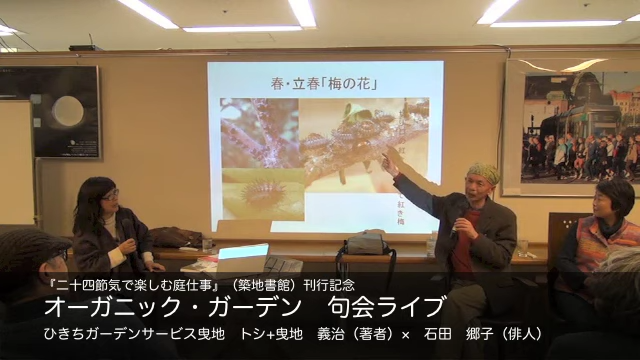 春・立春「梅の花」
紅き梅
『二十四節気で楽しむ庭仕事』（築地書館）刊行記念
オーガニック・ガーデン　句会ライブ
ひきちガーデンサービス曳地　トシ+曳地　義治（著者）×　石田　郷子（俳人）